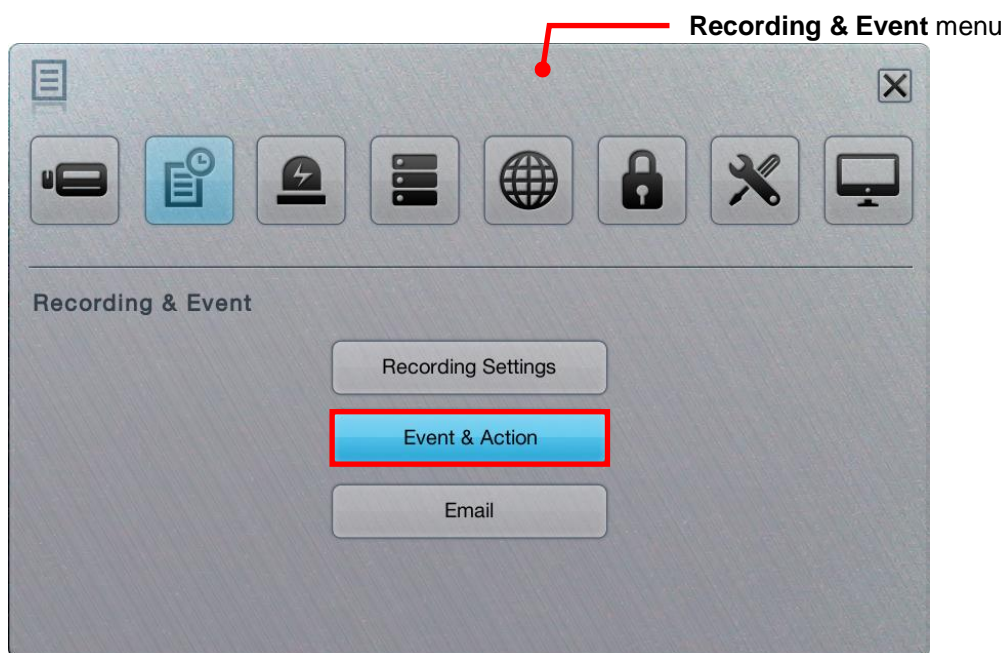 Recording & Event menu
Recording & Event
Recording Settings
Event & Action
Email